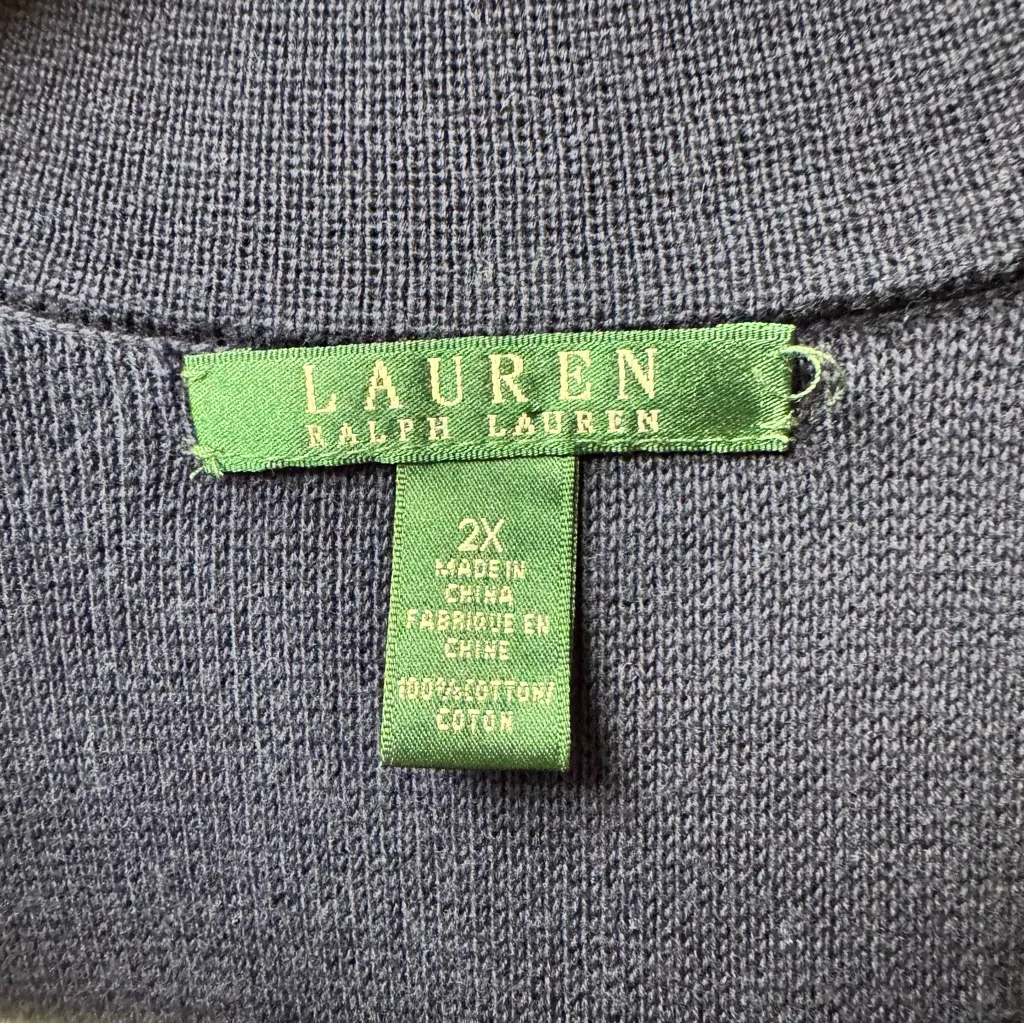 LAUREN
RALPH LAUREN
2X
MADE IN
CHINA
FABRIQUE EN
CHINE
100% COTTON/
COTON